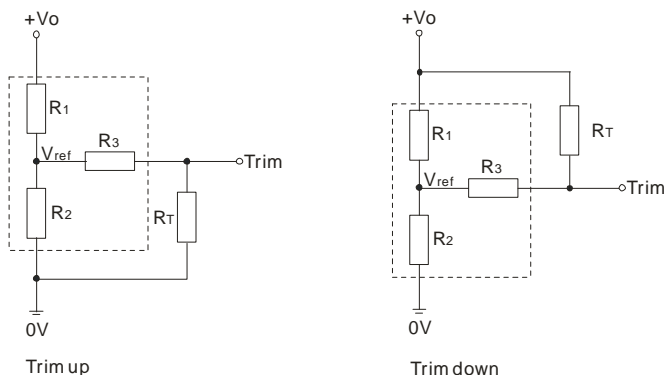 +Vo
R1
Vref
R3
Trim
R2
RT
0V
Trim up
+Vo
R1
RT
Vref
R3
Trim
R2
0V
Trim down